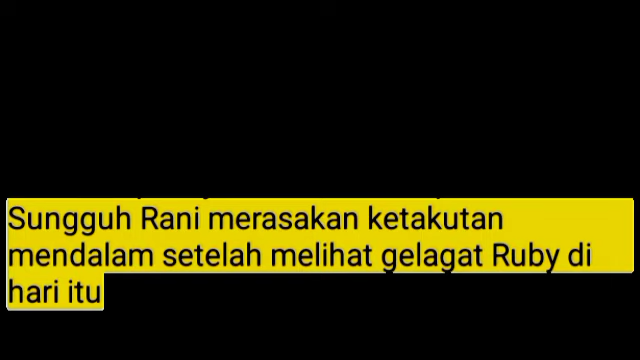 Sungguh Rani merasakan ketakutan
mendalam setelah melihat gelagat Ruby di
hari itu